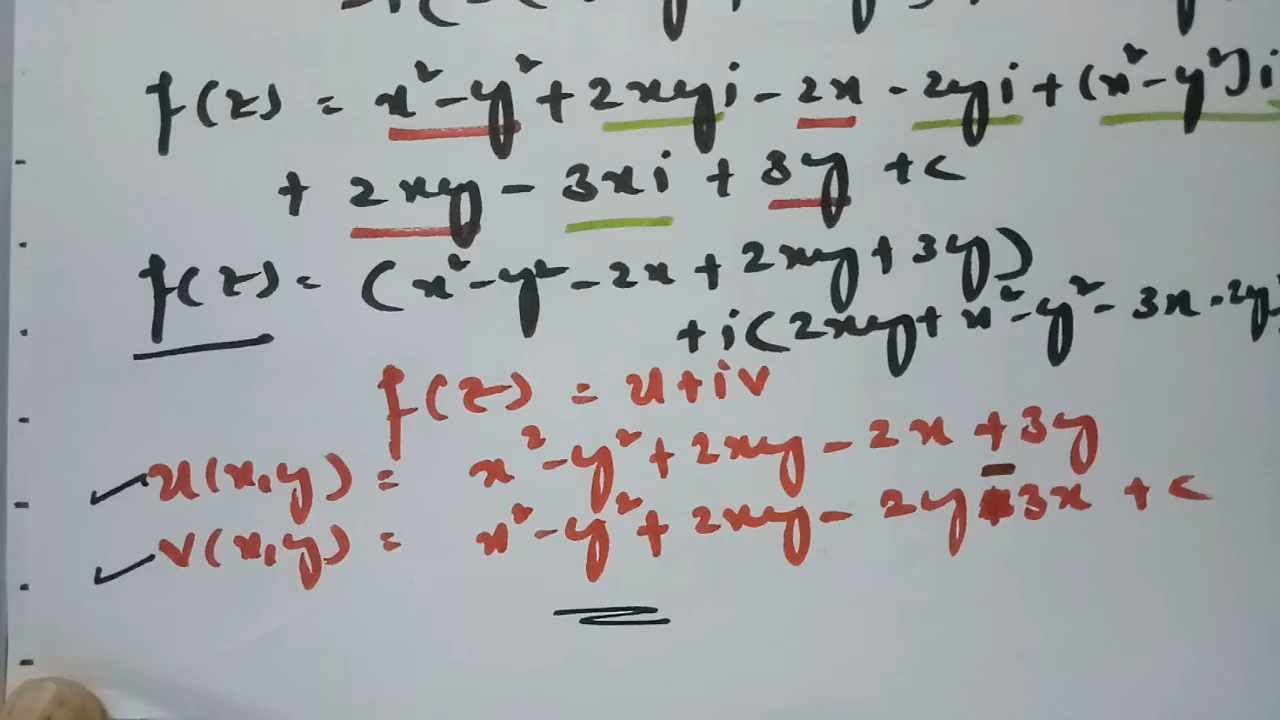 f(z) = x² - y² + 2xyi - 2x - 2yi + (x² - y²)i
+ 2xy - 3xi + 3y + c
f(z) = (x² - y² - 2x + 2xy + 3y)
+ i(2xy + x² - y² - 3x - 2y
f(z) = u + iv
u(x,y) = x² - y² + 2xy - 2x + 3y
v(x,y) = x² - y² + 2xy - 2y - 3x + c